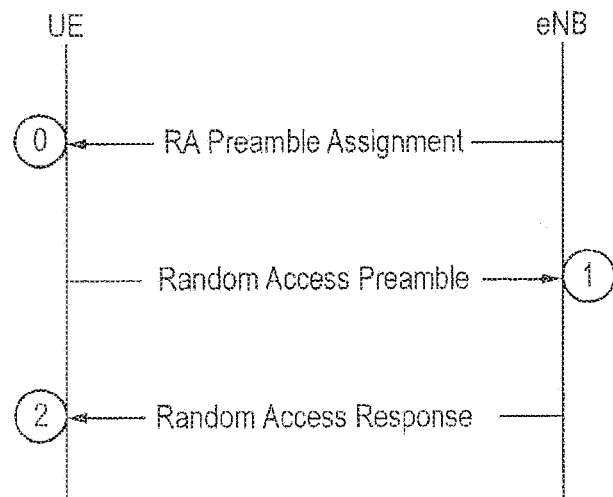 UE eNB
0 RA Preamble Assignment
Random Access Preamble 1
2 Random Access Response